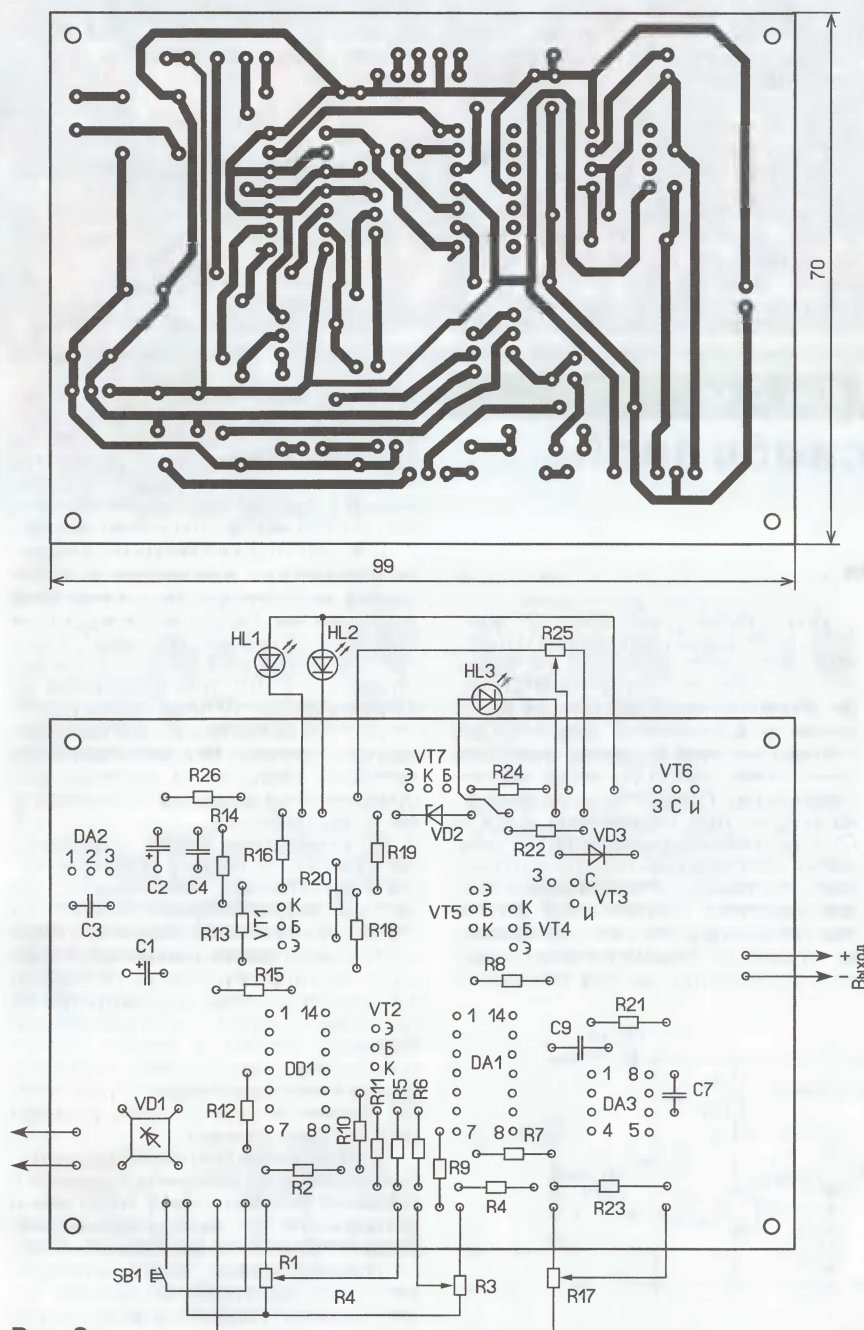 70
99
HL1
HL2
R25
HL3
VT7
Э К Б
R24
VT6
З С И
R26
R14
DA2
1 2 3
C2
C4
+
R16
VD2
R22
R19
VD3
C3
R20
З
С
VT3
И
R13
VT1
К
Б
Э
R18
VT5
Э
Б
К
К
Б
Э
VT4
C1
R15
R8
+
Выход
VT2
Э
Б
К
1 14
DD1
7 8
1 14
DA1
7 8
R21
C9
1 8
DA3
4 5
C7
VD1
R12
R10
R11
R5
R6
R9
R7
R2
R4
R23
SB1
R1
R4
R3
R17